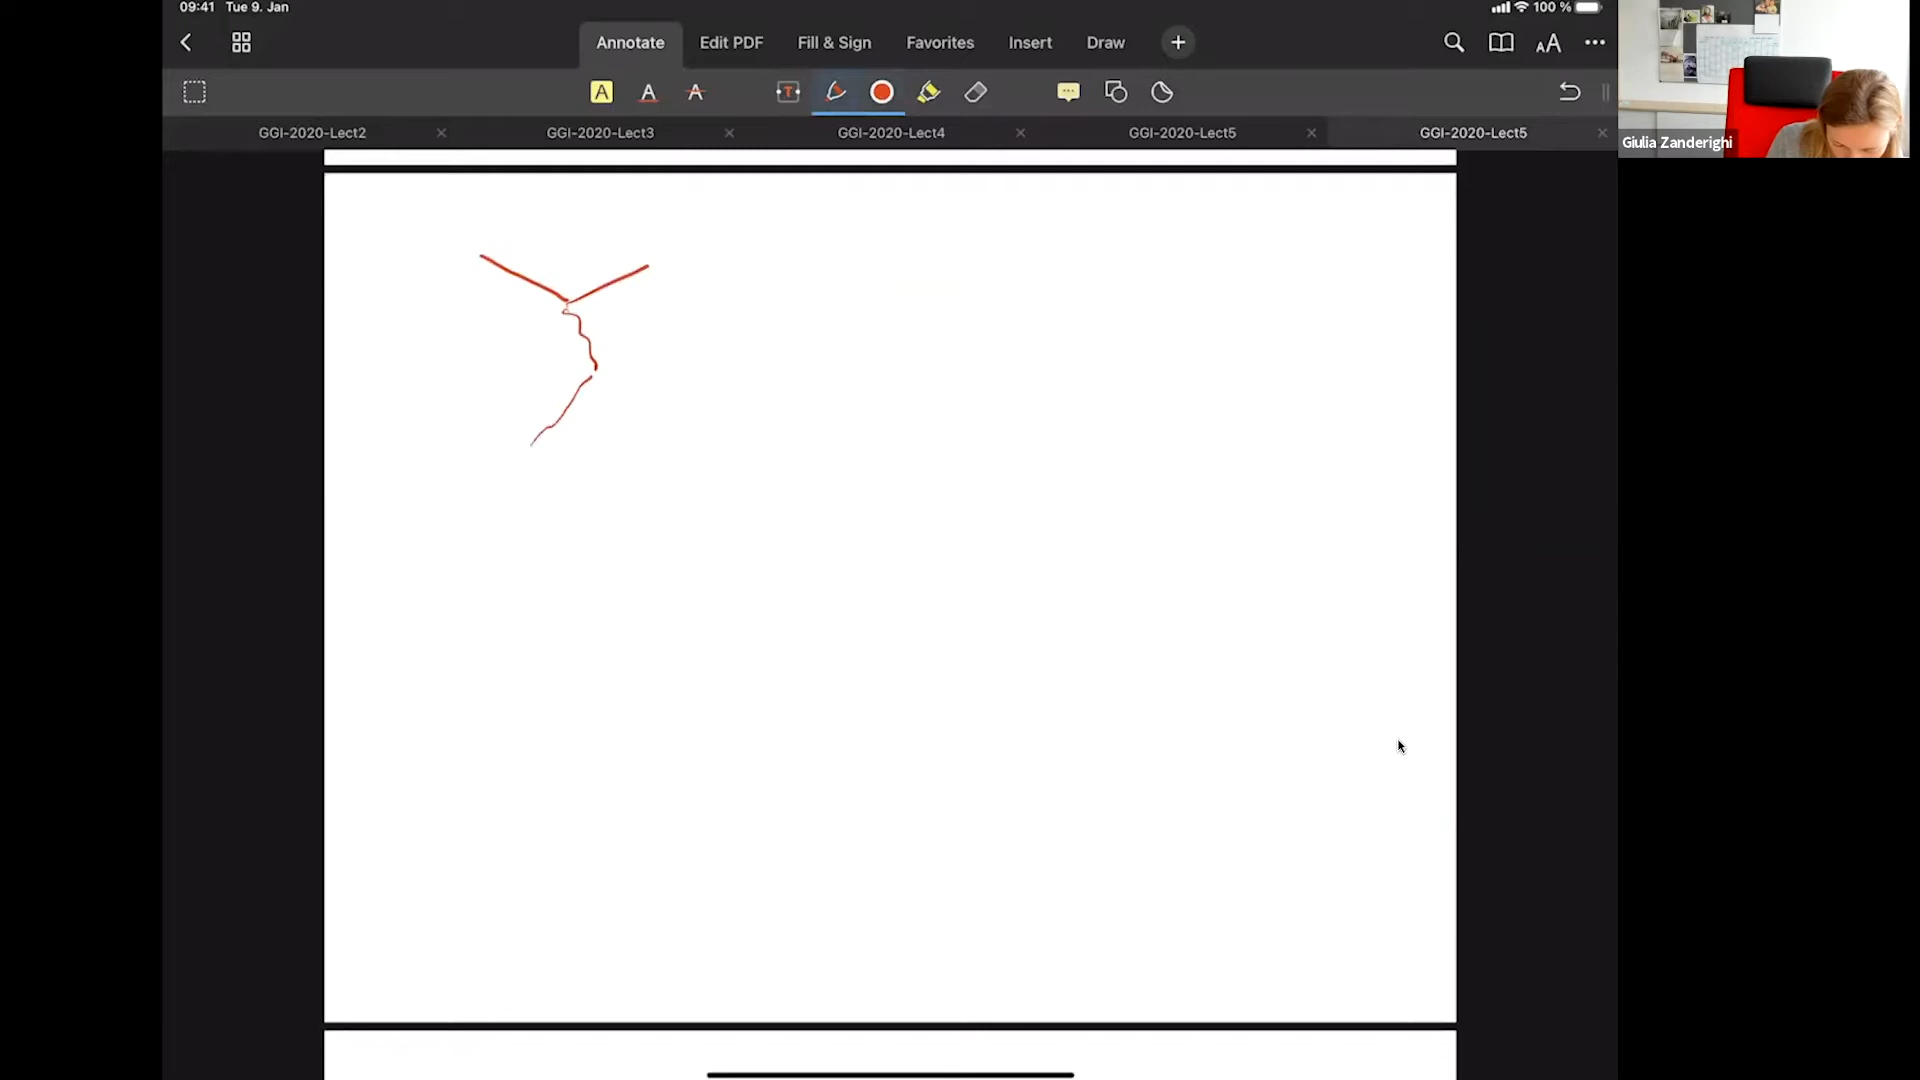 09:41 Tue 9. Jan
100 %
Annotate Edit PDF Fill & Sign Favorites Insert Draw
AA
A A A T
GGI-2020-Lect2 GGI-2020-Lect3 GGI-2020-Lect4 GGI-2020-Lect5 GGI-2020-Lect5
Giulia Zanderighi